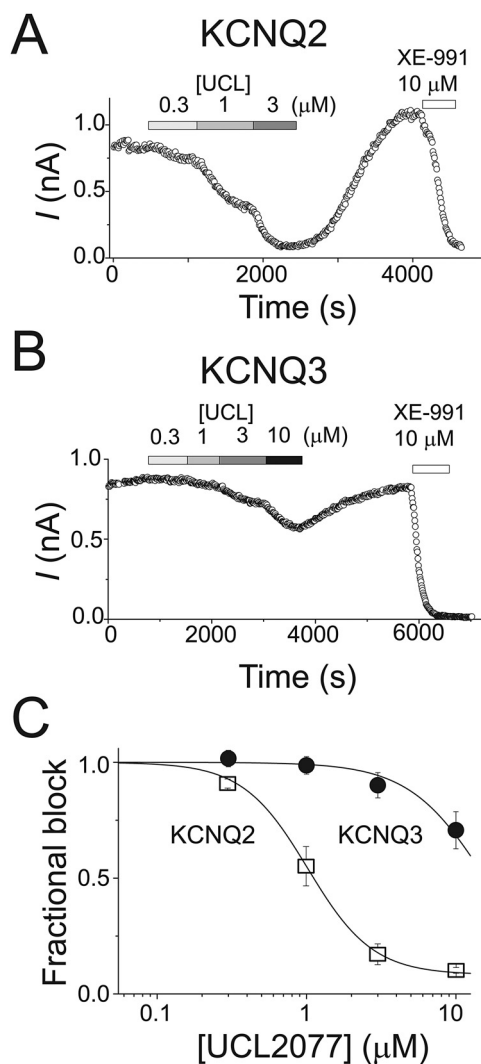 A
KCNQ2
XE-991
10 μM
[UCL]
0.3 1 3 (μM)
1.0
0.5
0.0
I (nA)
0 2000 4000
Time (s)
B
KCNQ3
XE-991
10 μM
[UCL]
0.3 1 3 10 (μM)
1.0
0.5
0.0
I (nA)
0 2000 4000 6000
Time (s)
C
1.0
0.5
0.0
Fractional block
KCNQ2 KCNQ3
0.1 1 10
[UCL2077] (μM)